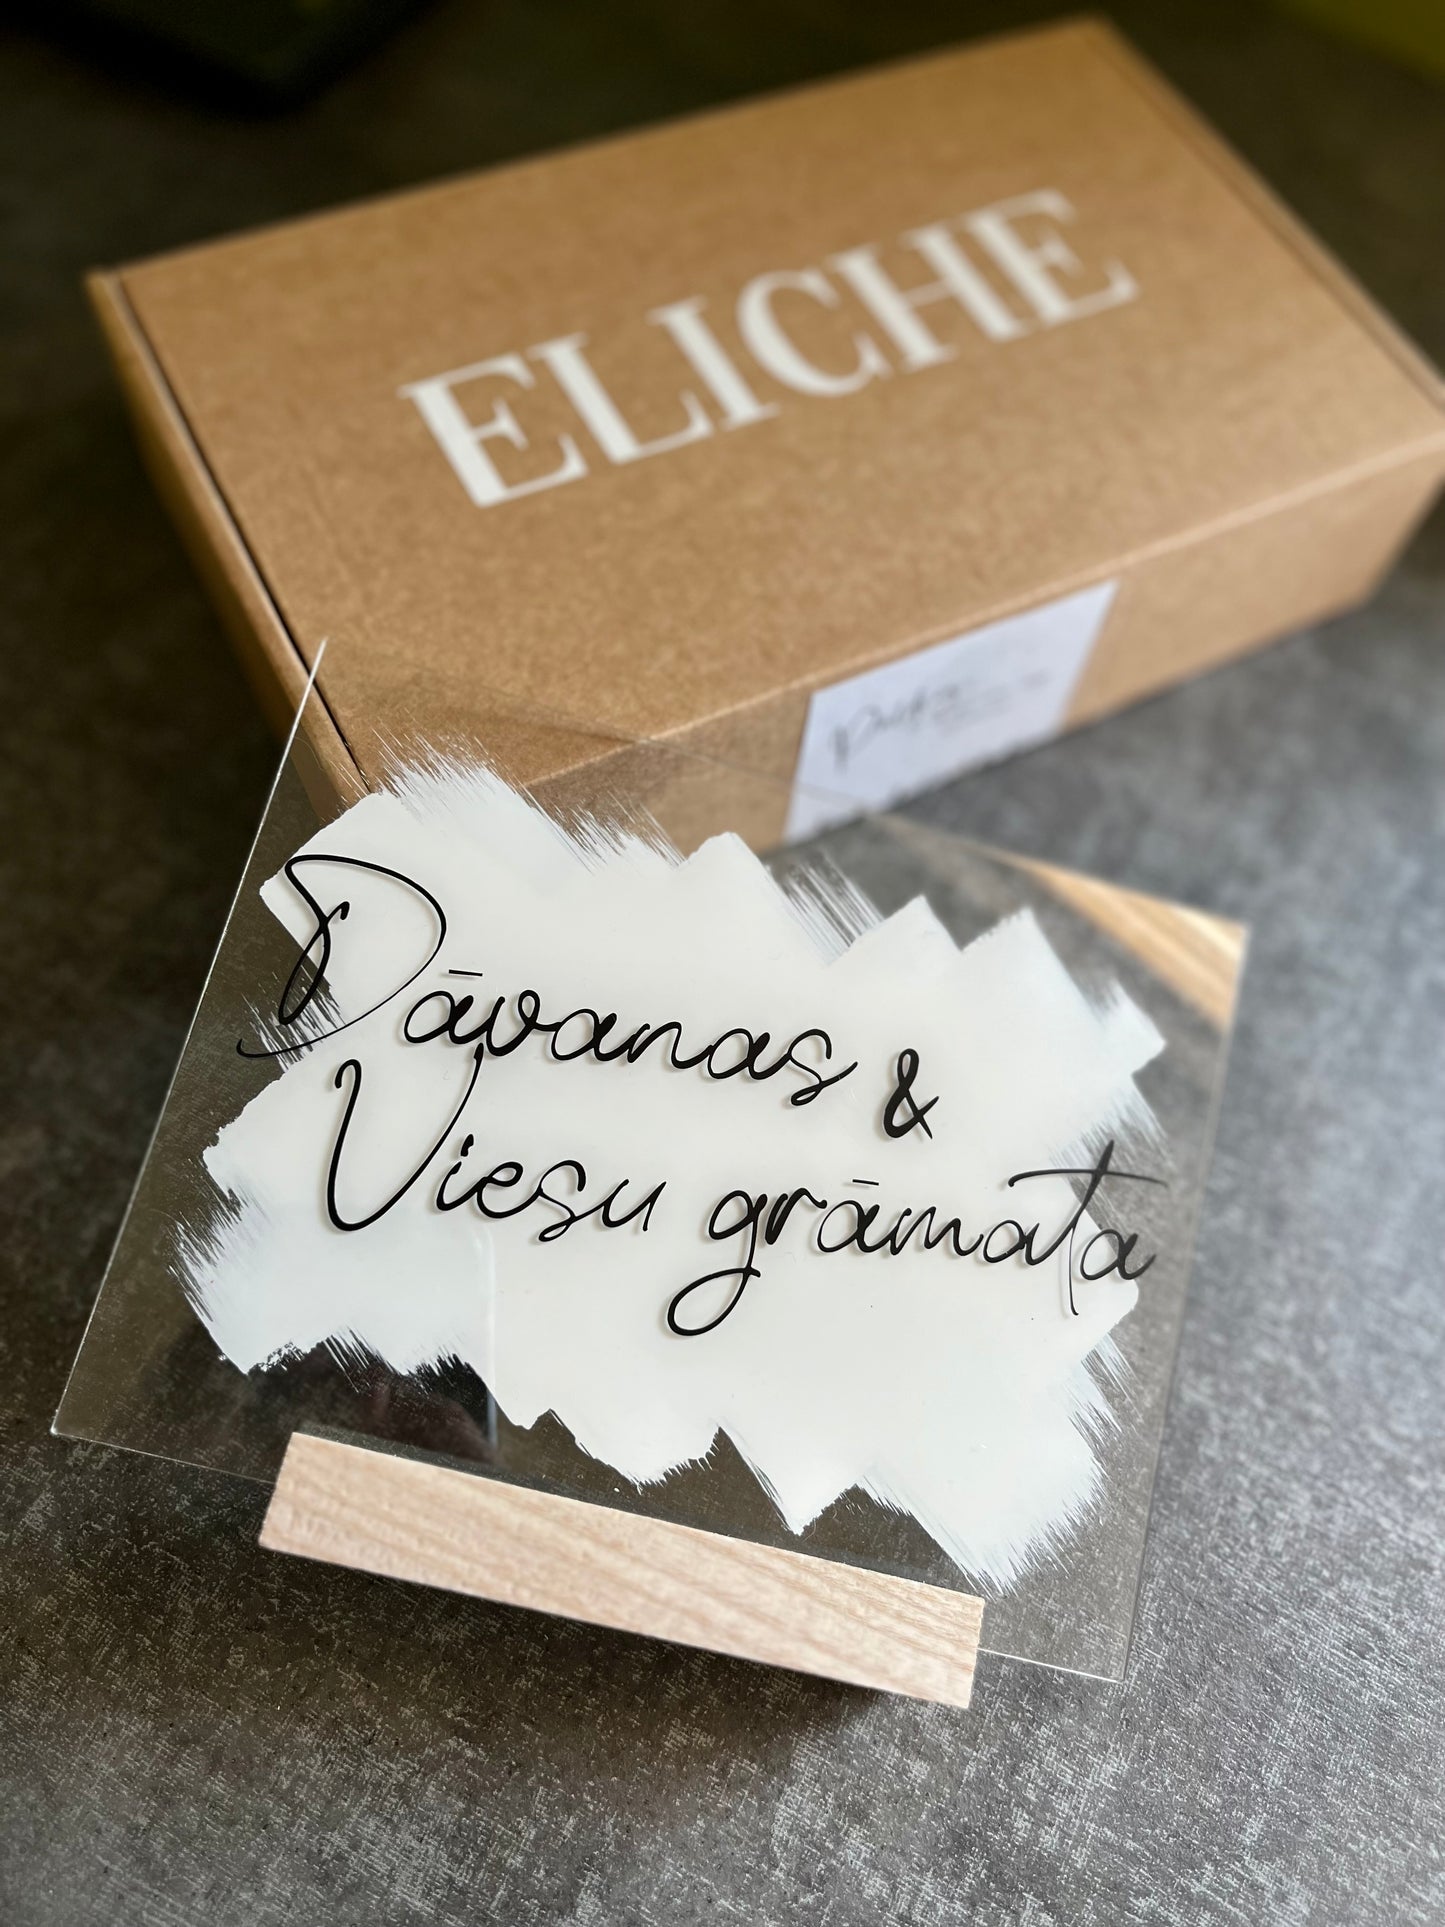 ELICHE
Dāvanas &
Viesu grāmata